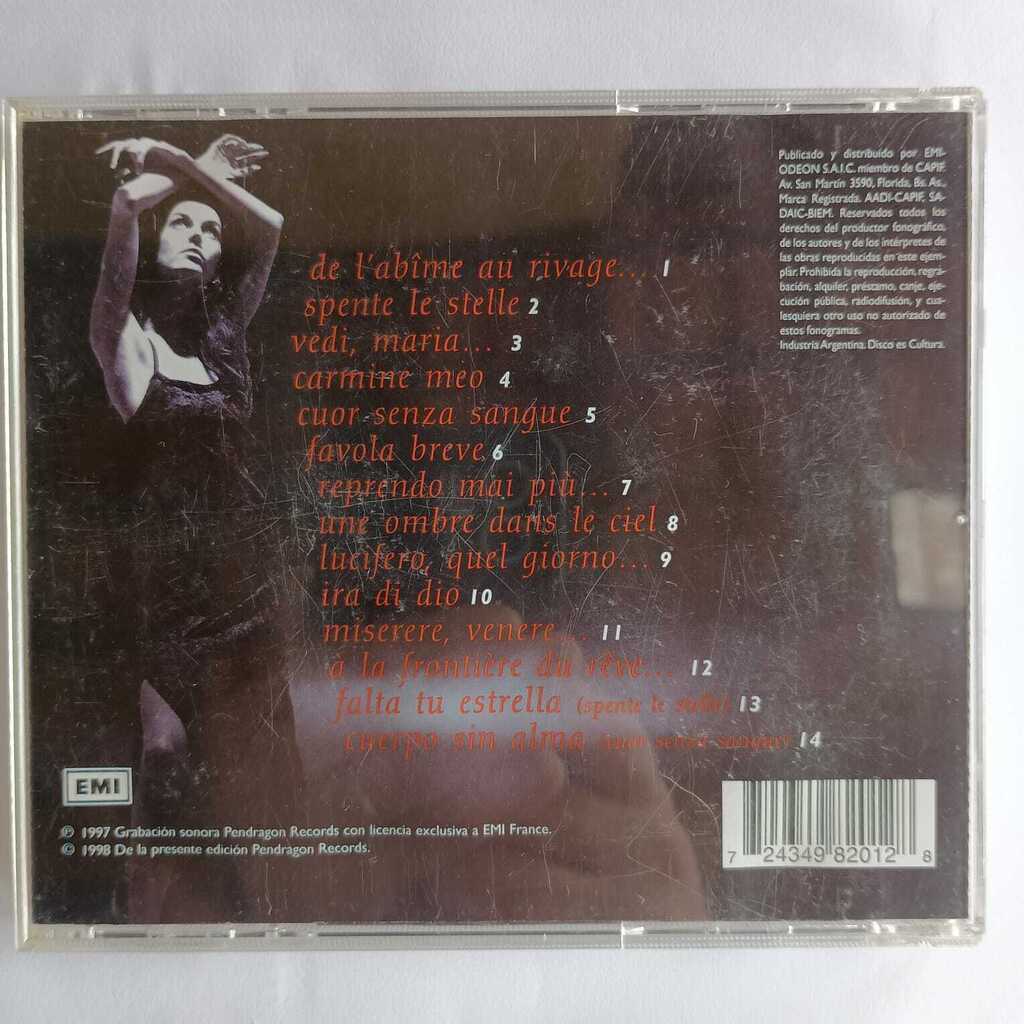 Publicado y distribuido por EMI-
ODEON S.A.I.C. miembro de CAPIF.
Av. San Martín 3590, Florida, Bs. As.,
Marca Registrada. AADI-CAPIF, SA-
DAIC-BIEM. Reservados todos los
derechos del productor fonográfico,
de los autores y de los intérpretes de
las obras reproducidas en este ejem-
plar. Prohibida la reproducción, regra-
bación, alquiler, préstamo, canje, eje-
cución pública, radiodifusión, y cua-
lesquiera otro uso no autorizado de
estos fonogramas.
Industria Argentina. Disco es Cultura.
de l'abîme au rivage... 1
spente le stelle 2
vedi, maria... 3
carmine meo 4
cuor senza sangue 5
favola breve 6
reprendo mai più... 7
une ombre dans le ciel 8
lucifero, quel giorno... 9
ira di dio 10
miserere, venere... 11
à la frontière du rêve... 12
falta tu estrella (spente le stelle) 13
cuerpo sin alma (cuor senza sangue) 14
EMI
℗ 1997 Grabación sonora Pendragon Records con licencia exclusiva a EMI France.
© 1998 De la presente edición Pendragon Records.
7 24349 82012 8